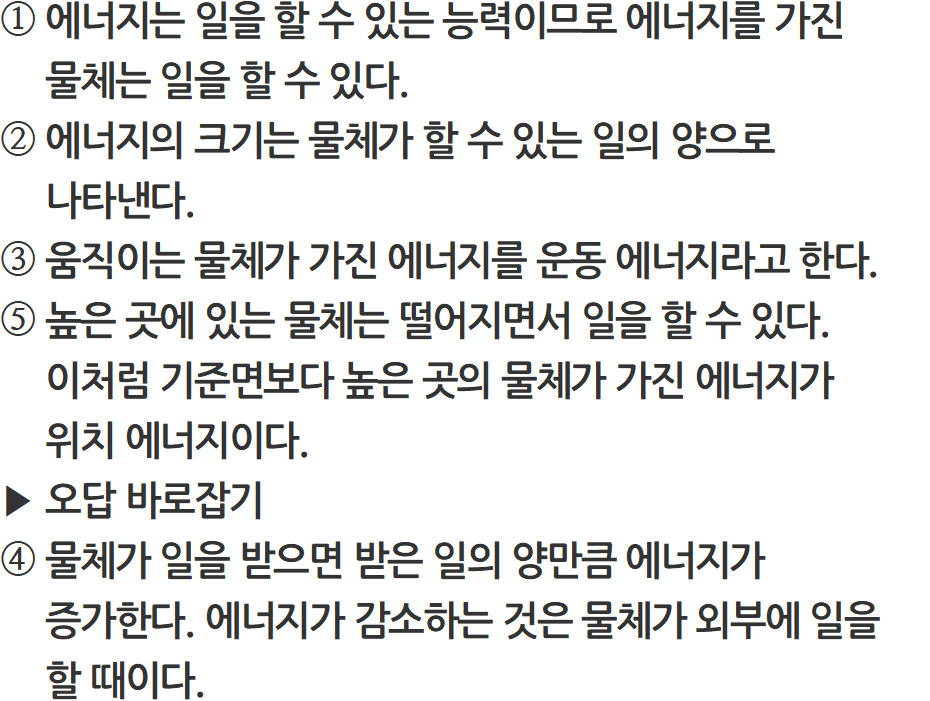 ① 에너지는 일을 할 수 있는 능력이므로 에너지를 가진
물체는 일을 할 수 있다.
② 에너지의 크기는 물체가 할 수 있는 일의 양으로
나타낸다.
③ 움직이는 물체가 가진 에너지를 운동 에너지라고 한다.
⑤ 높은 곳에 있는 물체는 떨어지면서 일을 할 수 있다.
이처럼 기준면보다 높은 곳의 물체가 가진 에너지가
위치 에너지이다.
▶ 오답 바로잡기
④ 물체가 일을 받으면 받은 일의 양만큼 에너지가
증가한다. 에너지가 감소하는 것은 물체가 외부에 일을
할 때이다.